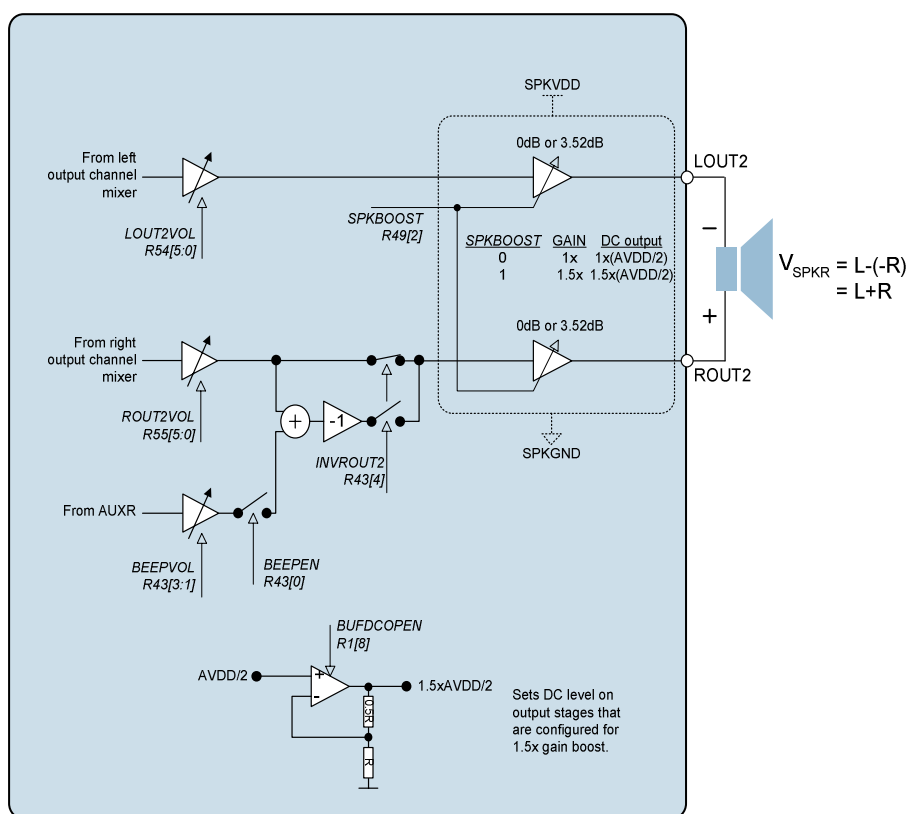 SPKVDD
0dB or 3.52dB
LOUT2
From left
output channel
mixer
LOUT2VOL
R54[5:0]
SPKBOOST
R49[2]
SPKBOOST GAIN DC output
0 1x 1x(AVDD/2)
1 1.5x 1.5x(AVDD/2)
−
+
VSPKR = L-(-R)
= L+R
0dB or 3.52dB
From right
output channel
mixer
ROUT2
ROUT2VOL
R55[5:0]
+
-1
INVROUT2
R43[4]
SPKGND
From AUXR
BEEPVOL
R43[3:1]
BEEPEN
R43[0]
BUFDCOPEN
R1[8]
AVDD/2
+
-
1.5xAVDD/2
0.5R
R
Sets DC level on
output stages that
are configured for
1.5x gain boost.